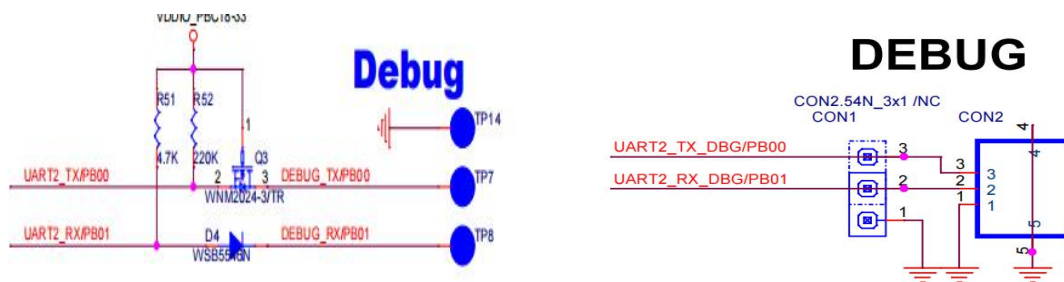 VDDIO_PBC18-33
Debug
R51
R52
1
TP14
4.7K
220K
Q3
UART2_TX/PB00
2
3
DEBUG_TX/PB00
TP7
WNM2024-3/TR
UART2_RX/PB01
D4
DEBUG_RX/PB01
TP8
DEBUG
CON2.54N_3x1 /NC
CON1
CON2
4
4
UART2_TX_DBG/PB00
3
3
3
UART2_RX_DBG/PB01
2
2
2
1
1
1
5
5